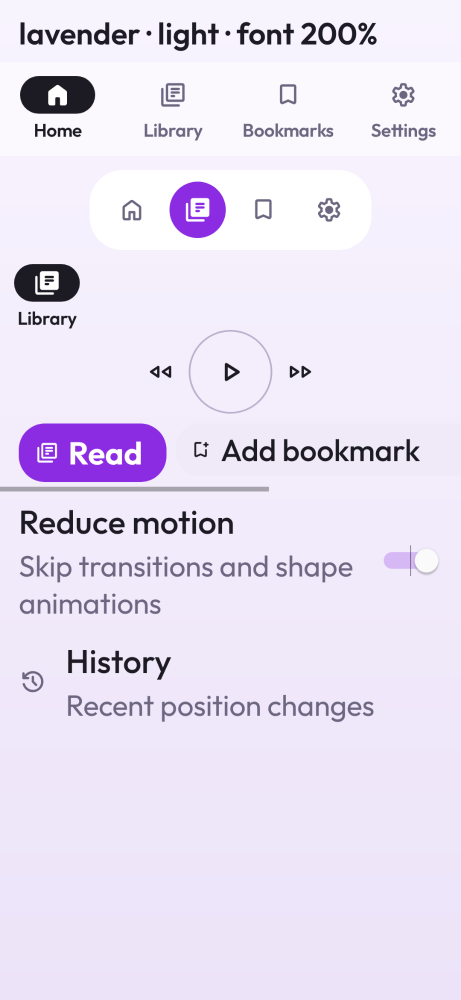 lavender · light · font 200%
Home Library Bookmarks Settings
Library
Read Add bookmark
Reduce motion
Skip transitions and shape
animations
History
Recent position changes